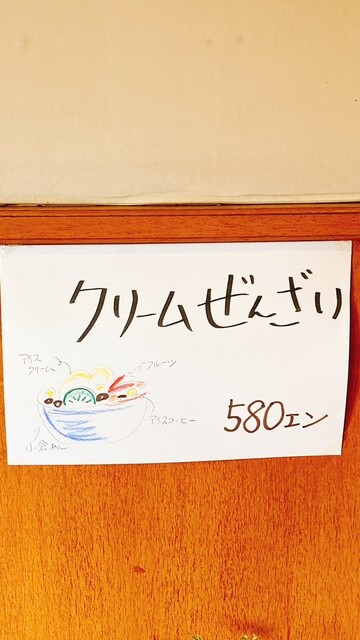 クリームぜんざい
アイス
クリーム
フルーツ
アイスコーヒー
小倉あん
580エン